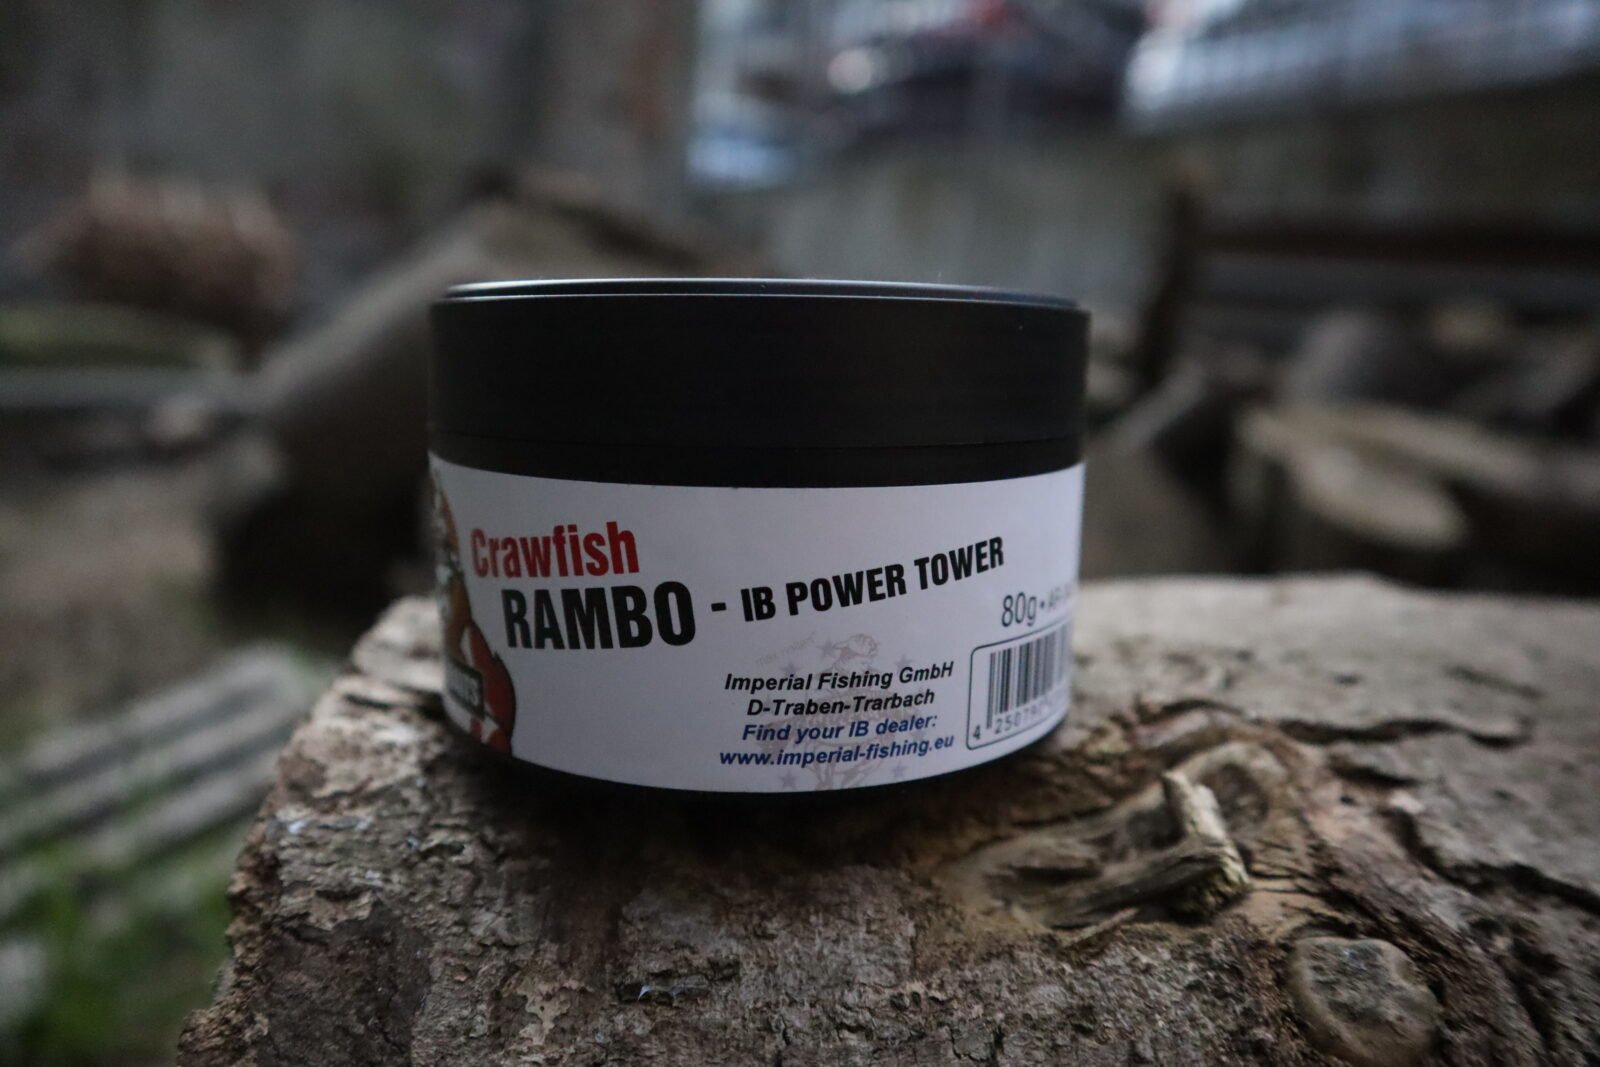 Crawfish
RAMBO - IB POWER TOWER
80g •
Imperial Fishing GmbH
D-Traben-Trarbach
Find your IB dealer:
www.imperial-fishing.eu